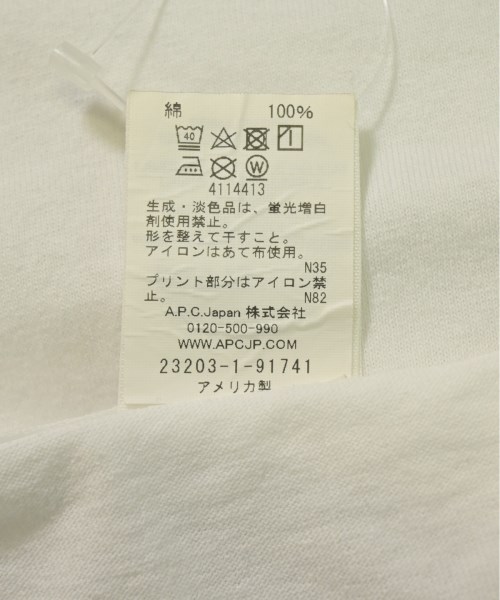 綿 100%
40
W
4114413
生成・淡色品は、蛍光増白
剤使用禁止。
形を整えて干すこと。
アイロンはあて布使用。
N35
プリント部分はアイロン禁
止。 N82
A.P.C.Japan 株式会社
0120-500-990
WWW.APCJP.COM
23203-1-91741
アメリカ製